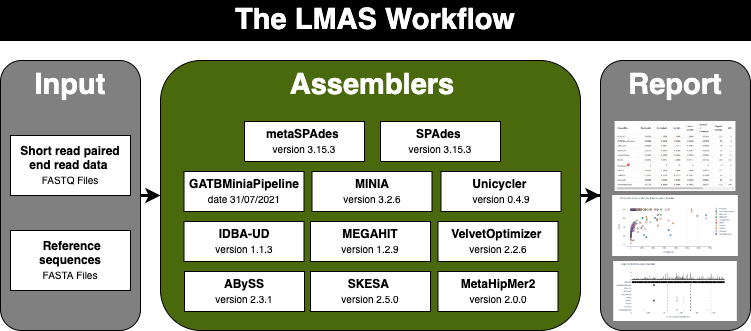 The LMAS Workflow
Input
Short read paired
end read data
FASTQ Files
Reference
sequences
FASTA Files
Assemblers
metaSPAdes
version 3.15.3
SPAdes
version 3.15.3
GATBMiniaPipeline
date 31/07/2021
MINIA
version 3.2.6
Unicycler
version 0.4.9
IDBA-UD
version 1.1.3
MEGAHIT
version 1.2.9
VelvetOptimizer
version 2.2.6
ABySS
version 2.3.1
SKESA
version 2.5.0
MetaHipMer2
version 2.0.0
Report